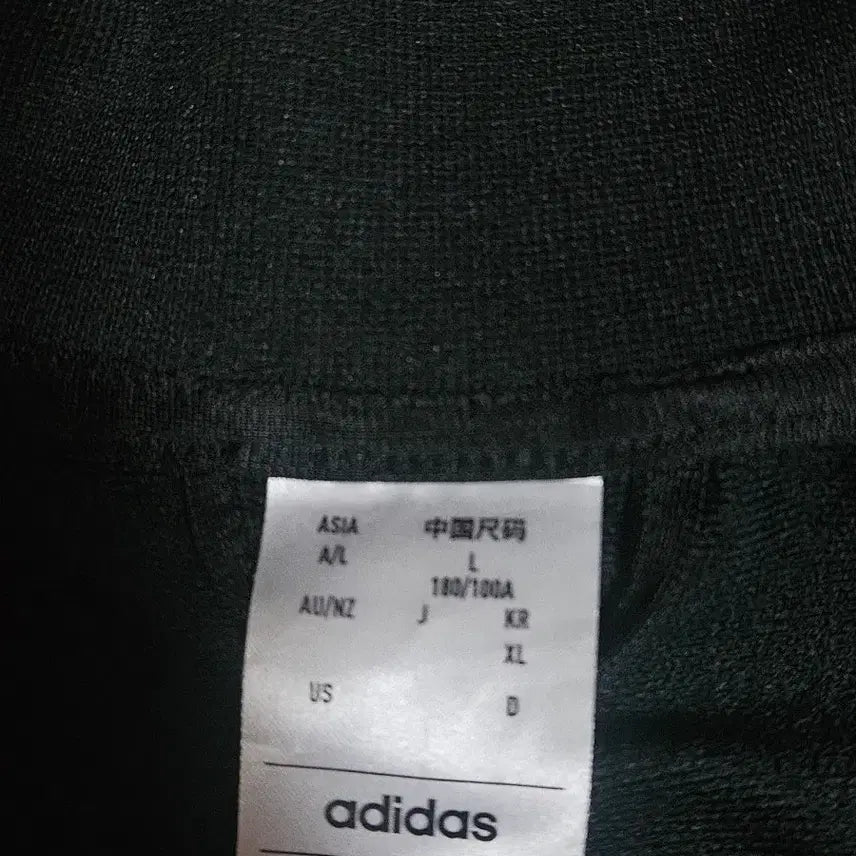 ASIA 中国尺码
A/L L
180/100A
AU/NZ J KR
XL
US D
adidas